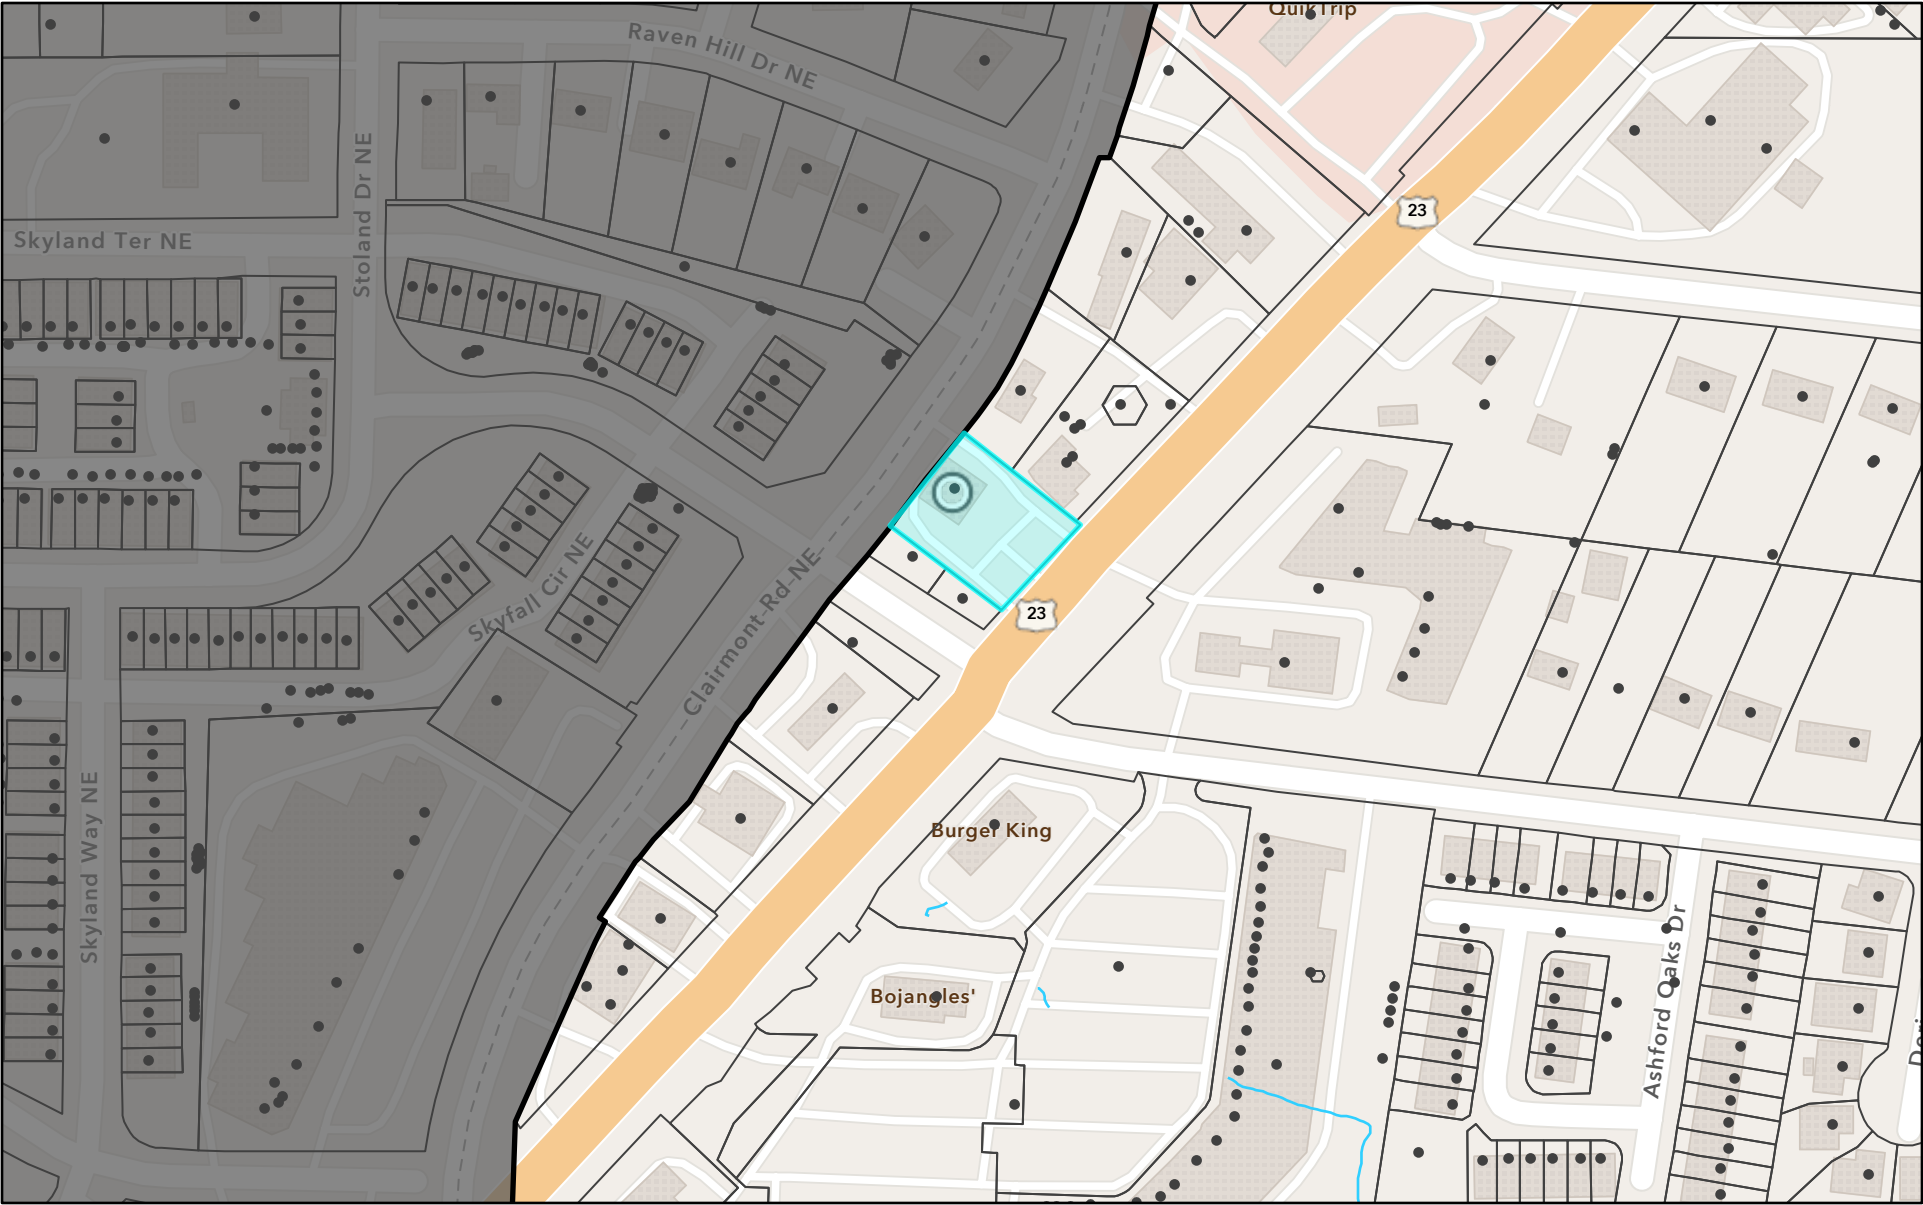 QuikTrip
Raven Hill Dr NE
Stoland Dr NE
23
Skyland Ter NE
Skyfall Cir NE
Clairmont Rd NE
23
Skyland Way NE
Burger King
Bojangles'
Ashford Oaks Dr